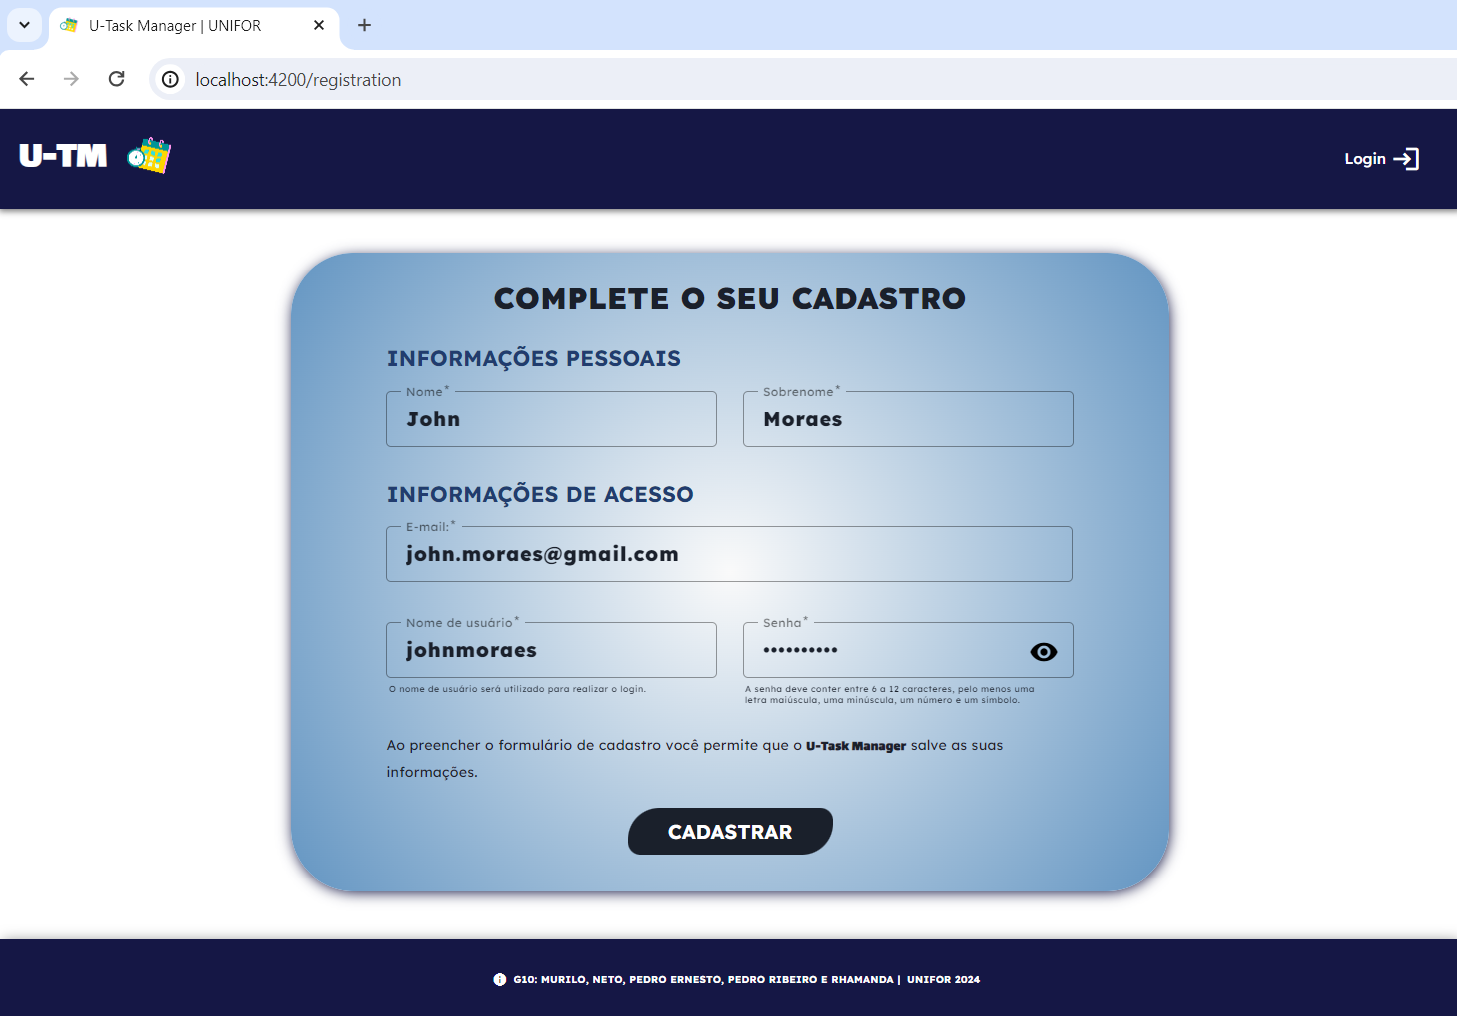 U-Task Manager | UNIFOR
localhost:4200/registration
U-TM
Login
COMPLETE O SEU CADASTRO
INFORMAÇÕES PESSOAIS
Nome*
John
Sobrenome*
Moraes
INFORMAÇÕES DE ACESSO
E-mail:*
john.moraes@gmail.com
Nome de usuário*
johnmoraes
O nome de usuário será utilizado para realizar o login.
Senha*
••••••••••
A senha deve conter entre 6 a 12 caracteres, pelo menos uma
letra maiúscula, uma minúscula, um número e um símbolo.
Ao preencher o formulário de cadastro você permite que o U-Task Manager salve as suas
informações.
CADASTRAR
G10: MURILO, NETO, PEDRO ERNESTO, PEDRO RIBEIRO E RHAMANDA | UNIFOR 2024